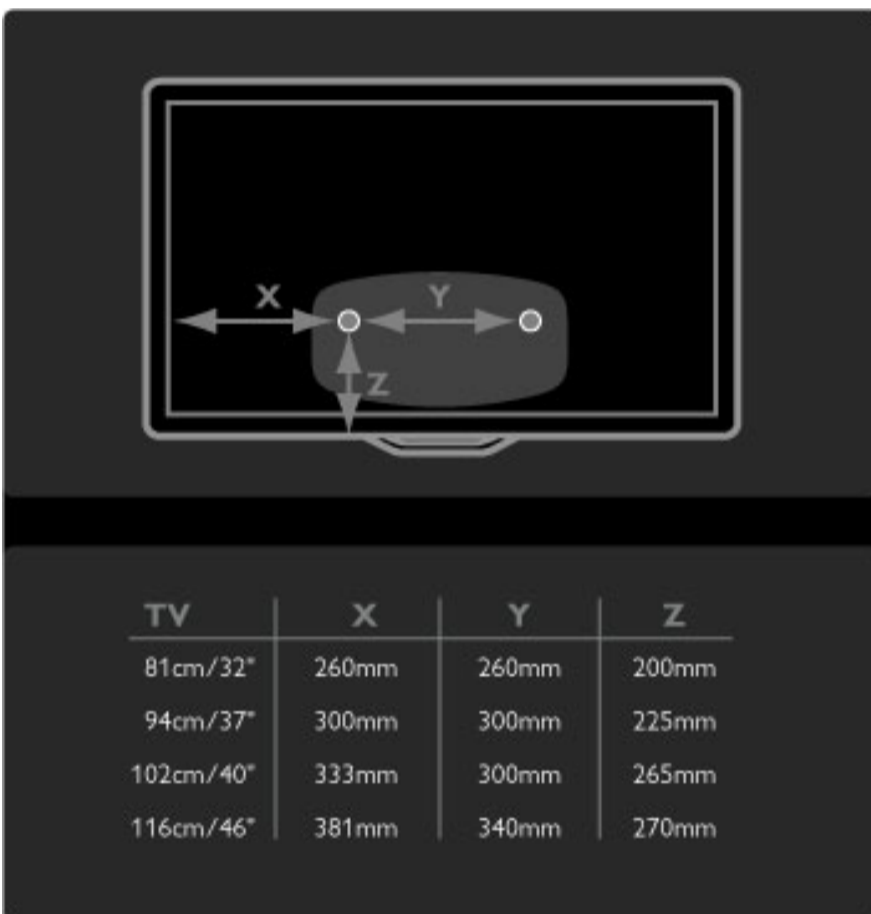 X Y
Z
TV X Y Z
81cm/32" 260mm 260mm 200mm
94cm/37" 300mm 300mm 225mm
102cm/40" 333mm 300mm 265mm
116cm/46" 381mm 340mm 270mm